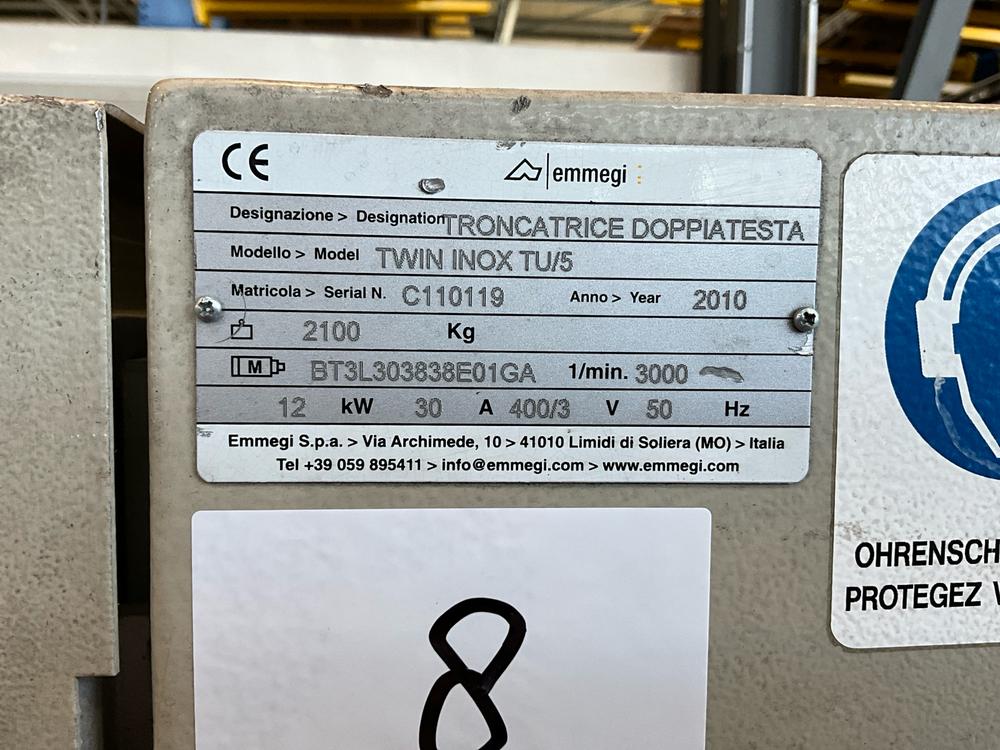 CE emmegi
Designazione > Designation TRONCATRICE DOPPIATESTA
Modello > Model TWIN INOX TU/5
Matricola > Serial N. C110119 Anno > Year 2010
2100 Kg
M BT3L303838E01GA 1/min. 3000
12 kW 30 A 400/3 V 50 Hz
Emmegi S.p.a. > Via Archimede, 10 > 41010 Limidi di Soliera (MO) > Italia
Tel +39 059 895411 > info@emmegi.com > www.emmegi.com
OHRENSCH
PROTEGEZ
8